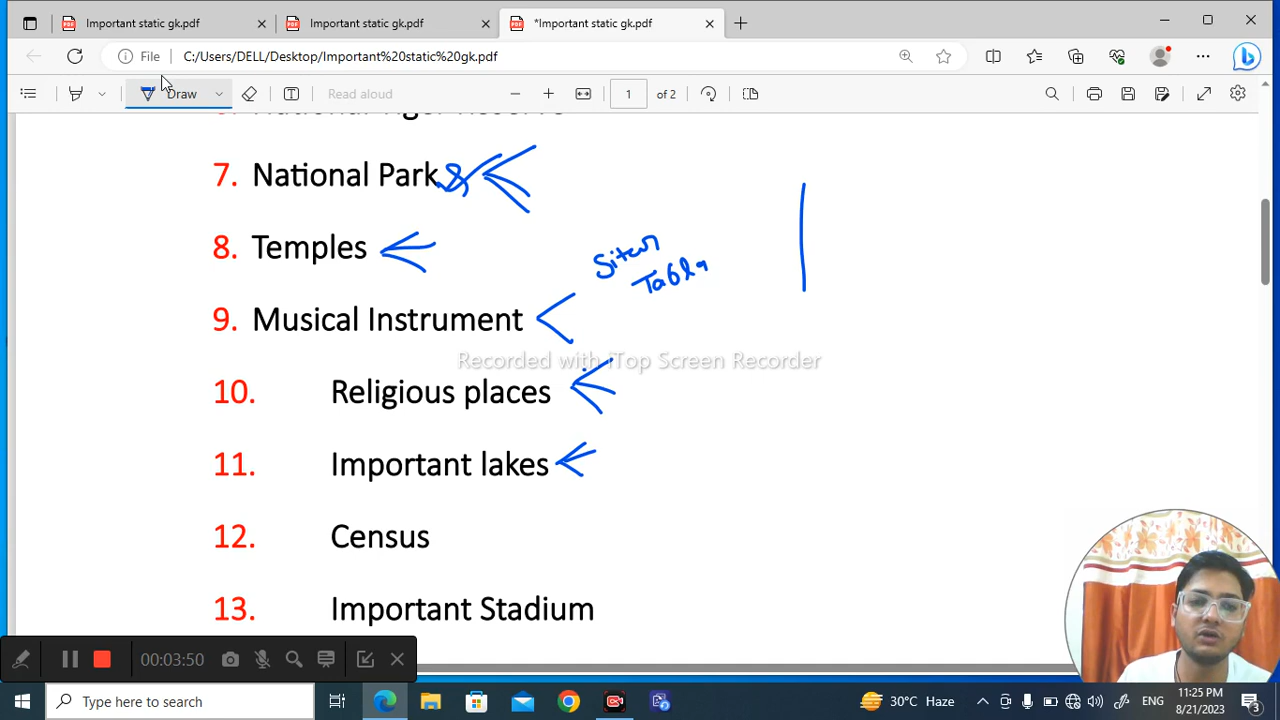 Important static gk.pdf
Important static gk.pdf
*Important static gk.pdf
File
C:/Users/DELL/Desktop/Important%20static%20gk.pdf
Draw
Read aloud
1
of 2
7. National Park
8. Temples
Sitar
Tabla
9. Musical Instrument
Recorded with iTop Screen Recorder
10. Religious places
11. Important lakes
12. Census
13. Important Stadium
00:03:50
Type here to search
30°C Haze
ENG
11:25 PM
8/21/2023
3